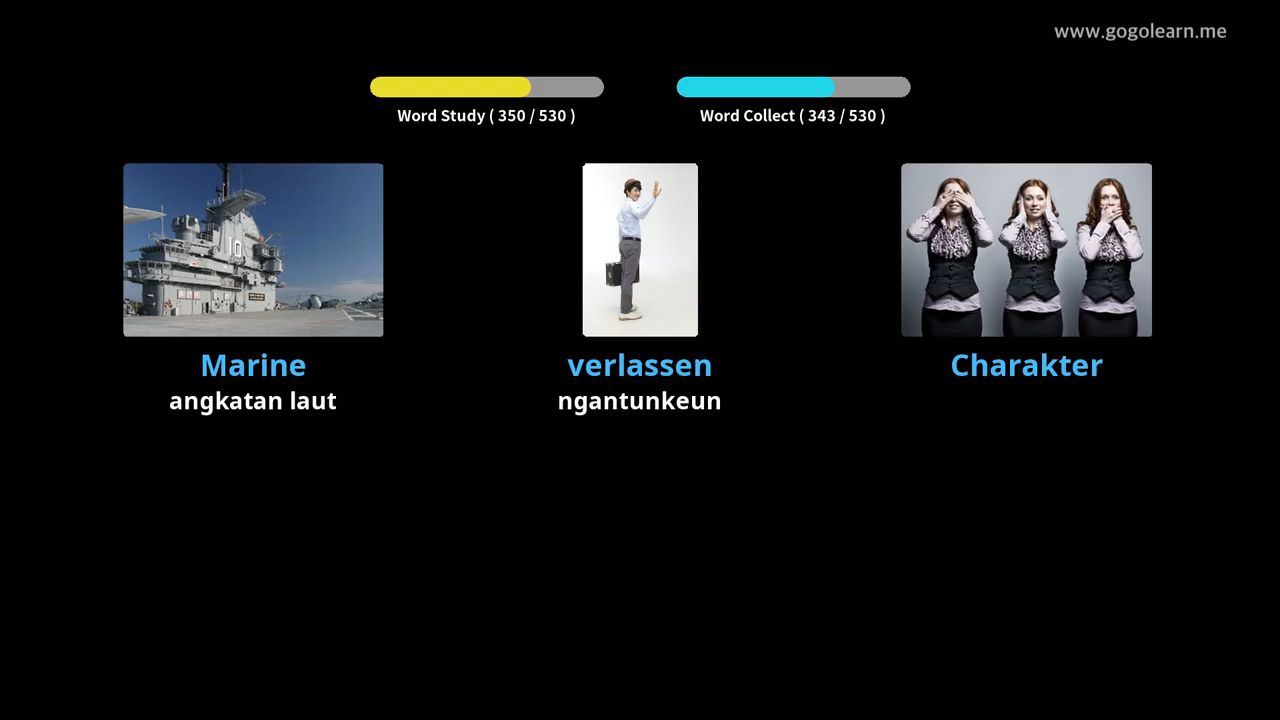 www.gogolearn.me
Word Study ( 350 / 530 )
Word Collect ( 343 / 530 )
Marine
angkatan laut
verlassen
ngantunkeun
Charakter